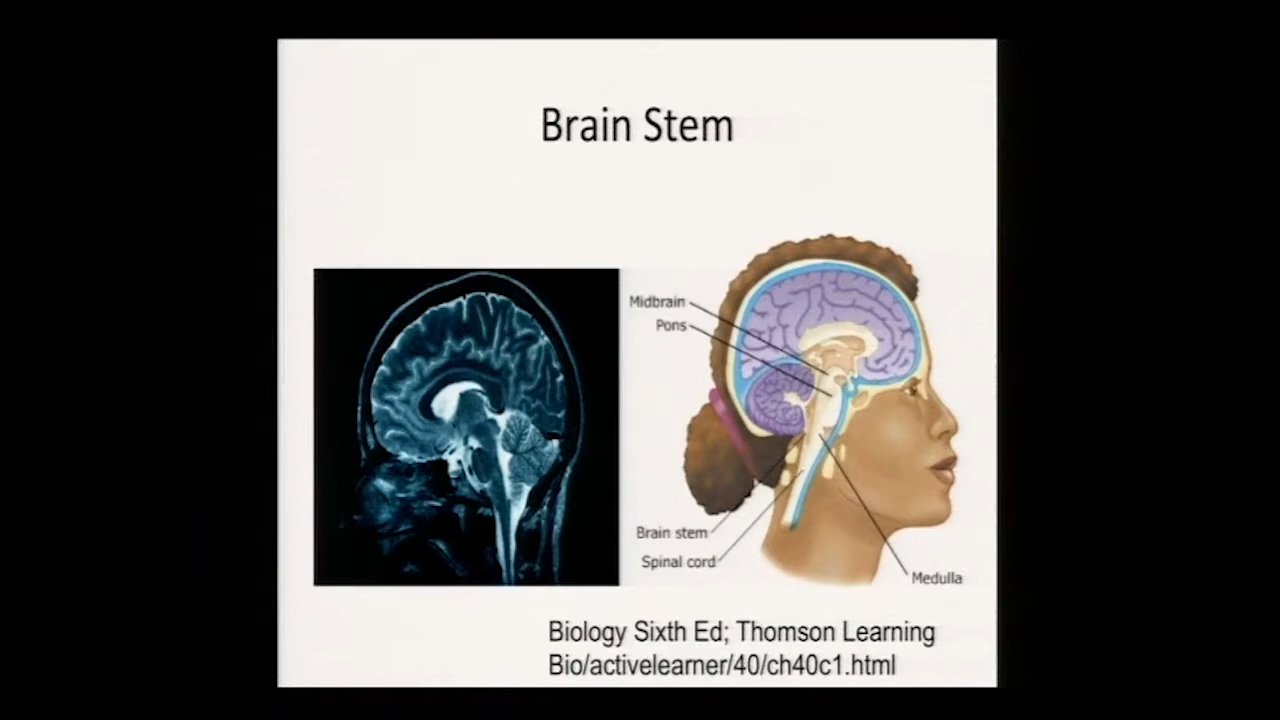 Brain Stem
Midbrain
Pons
Brain stem
Spinal cord
Medulla
Biology Sixth Ed; Thomson Learning
Bio/activelearner/40/ch40c1.html